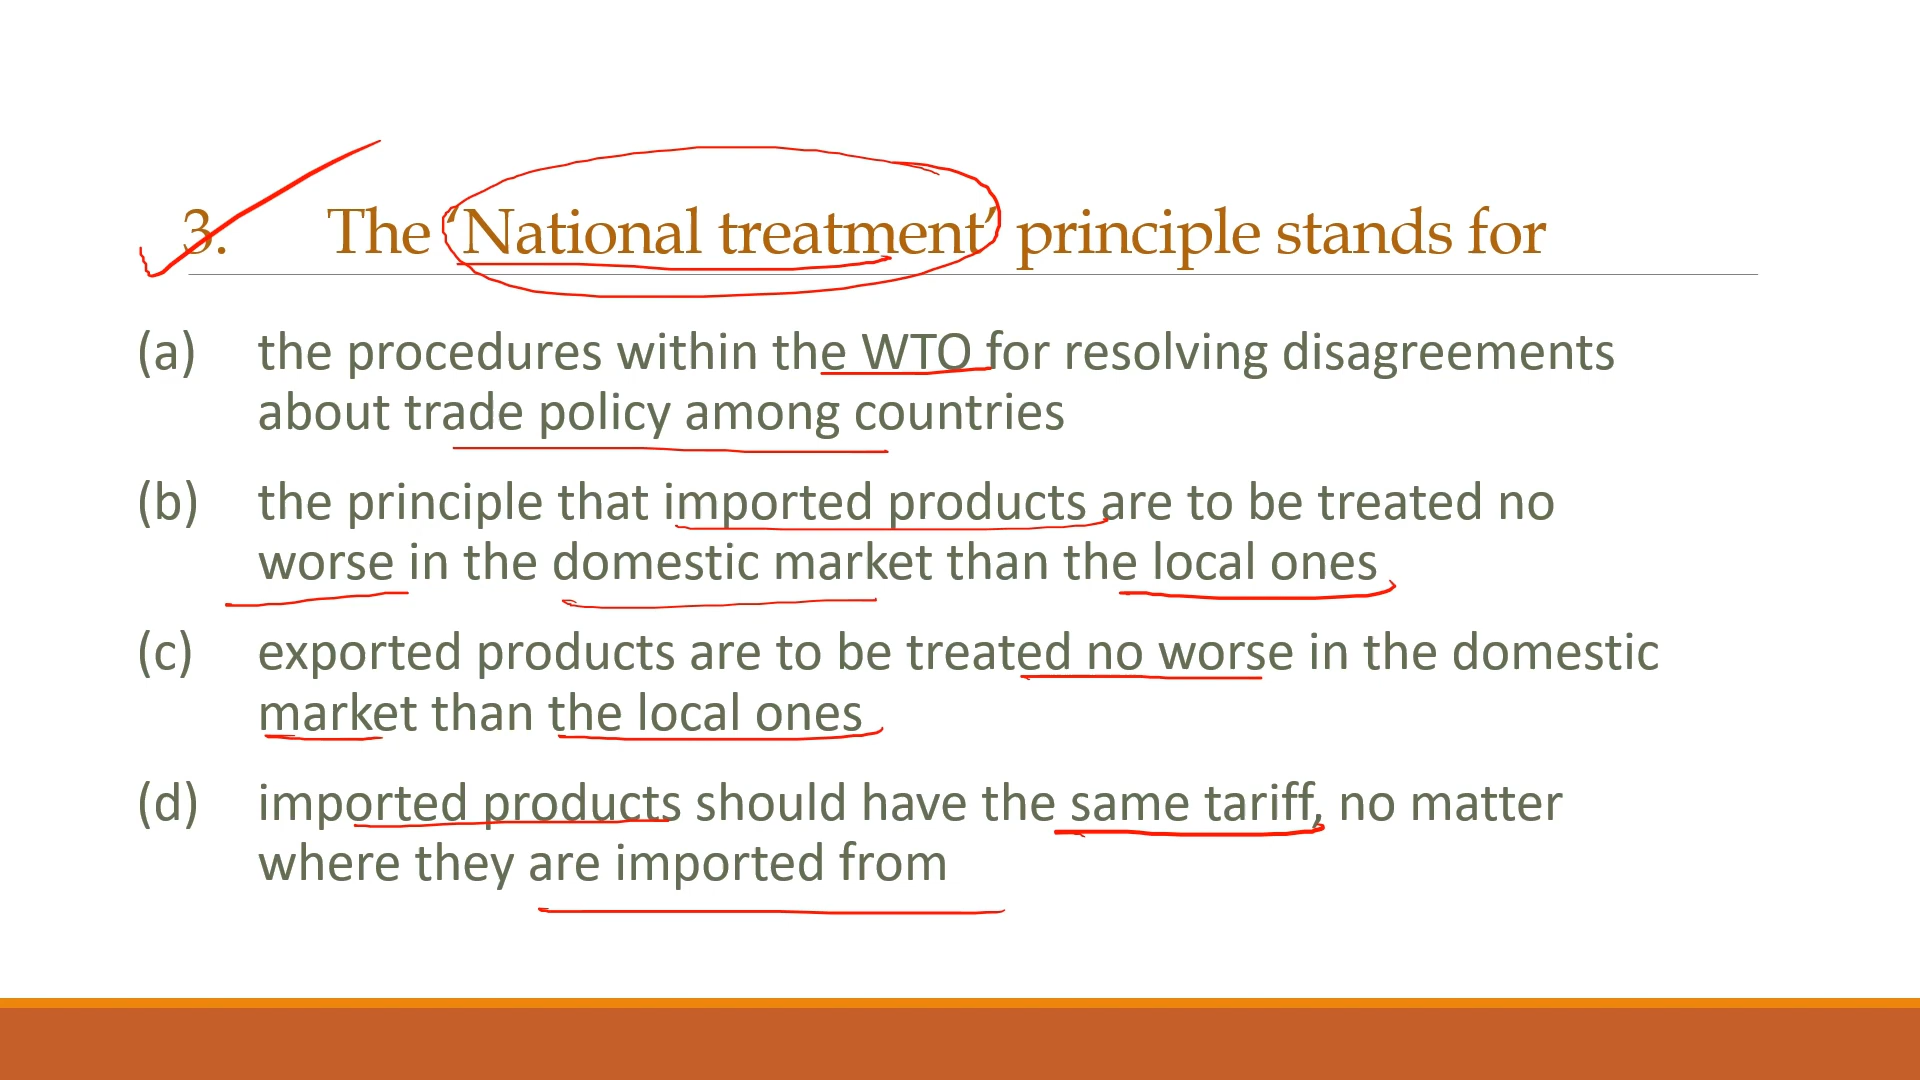 3. The ‘National treatment’ principle stands for
(a) the procedures within the WTO for resolving disagreements
about trade policy among countries
(b) the principle that imported products are to be treated no
worse in the domestic market than the local ones
(c) exported products are to be treated no worse in the domestic
market than the local ones
(d) imported products should have the same tariff, no matter
where they are imported from